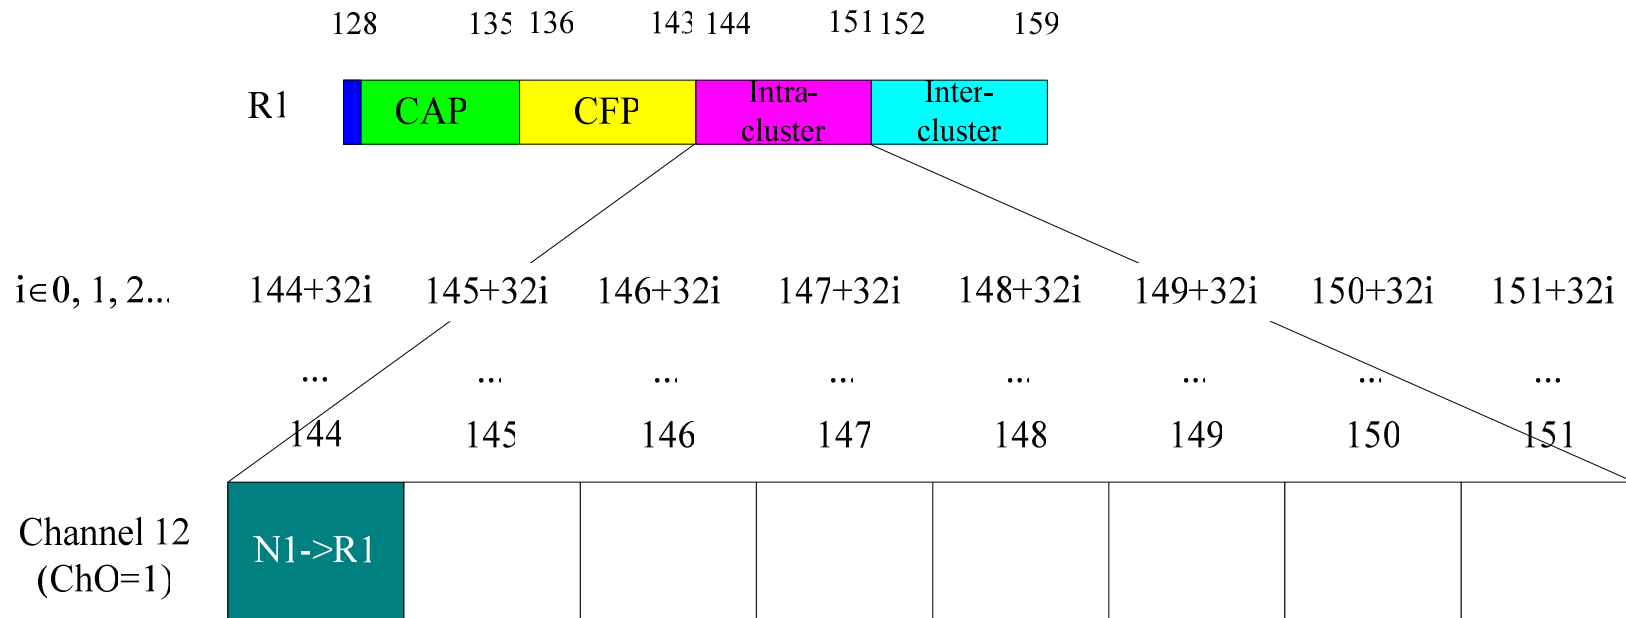 128 135 136 143 144 151 152 159
R1 CAP CFP Intra-cluster Inter-cluster
i∈0, 1, 2... 144+32i 145+32i 146+32i 147+32i 148+32i 149+32i 150+32i 151+32i
... ... ... ... ... ... ... ...
144 145 146 147 148 149 150 151
Channel 12
(ChO=1)
N1->R1